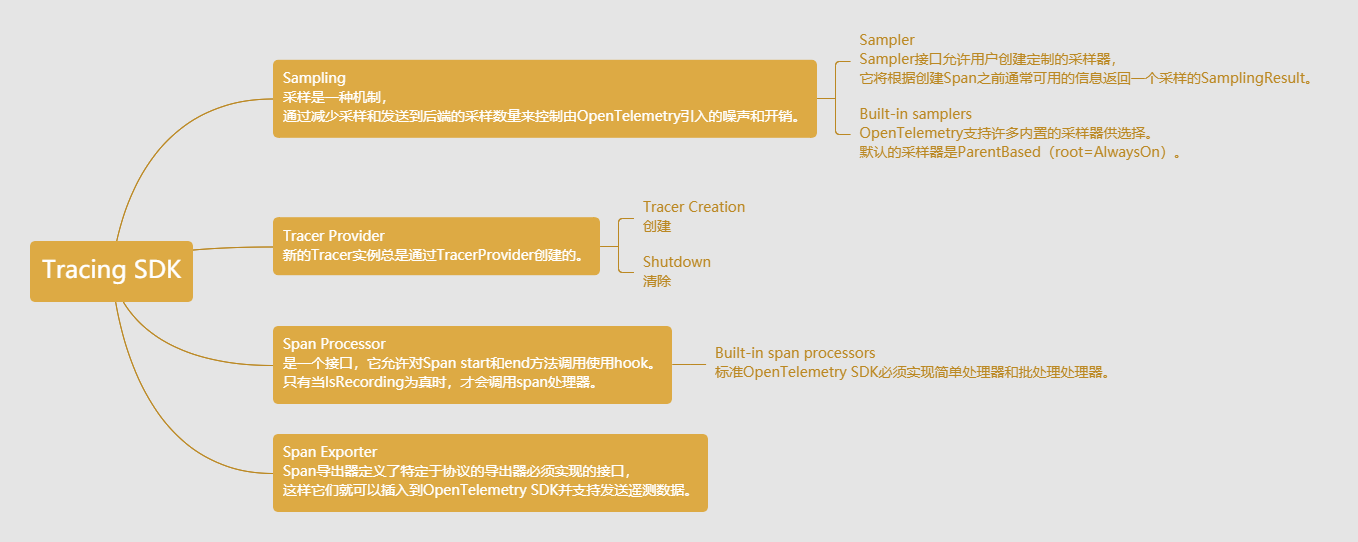 Tracing SDK
Sampling
采样是一种机制，
通过减少采样和发送到后端的采样数量来控制由OpenTelemetry引入的噪声和开销。
Sampler
Sampler接口允许用户创建定制的采样器，
它将根据创建Span之前通常可用的信息返回一个采样的SamplingResult。
Built-in samplers
OpenTelemetry支持许多内置的采样器供选择。
默认的采样器是ParentBased（root=AlwaysOn）。
Tracer Provider
新的Tracer实例总是通过TracerProvider创建的。
Tracer Creation
创建
Shutdown
清除
Span Processor
是一个接口，它允许对Span start和end方法调用使用hook。
只有当IsRecording为真时，才会调用span处理器。
Built-in span processors
标准OpenTelemetry SDK必须实现简单处理器和批处理处理器。
Span Exporter
Span导出器定义了特定于协议的导出器必须实现的接口，
这样它们就可以插入到OpenTelemetry SDK并支持发送遥测数据。